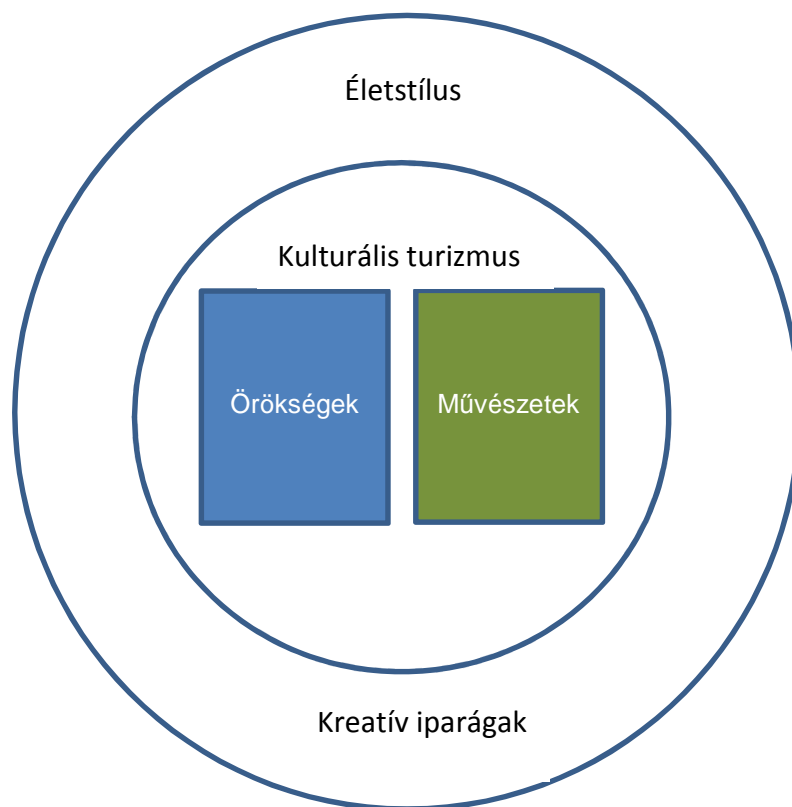 Életstílus
Kulturális turizmus
Örökségek
Művészetek
Kreatív iparágak